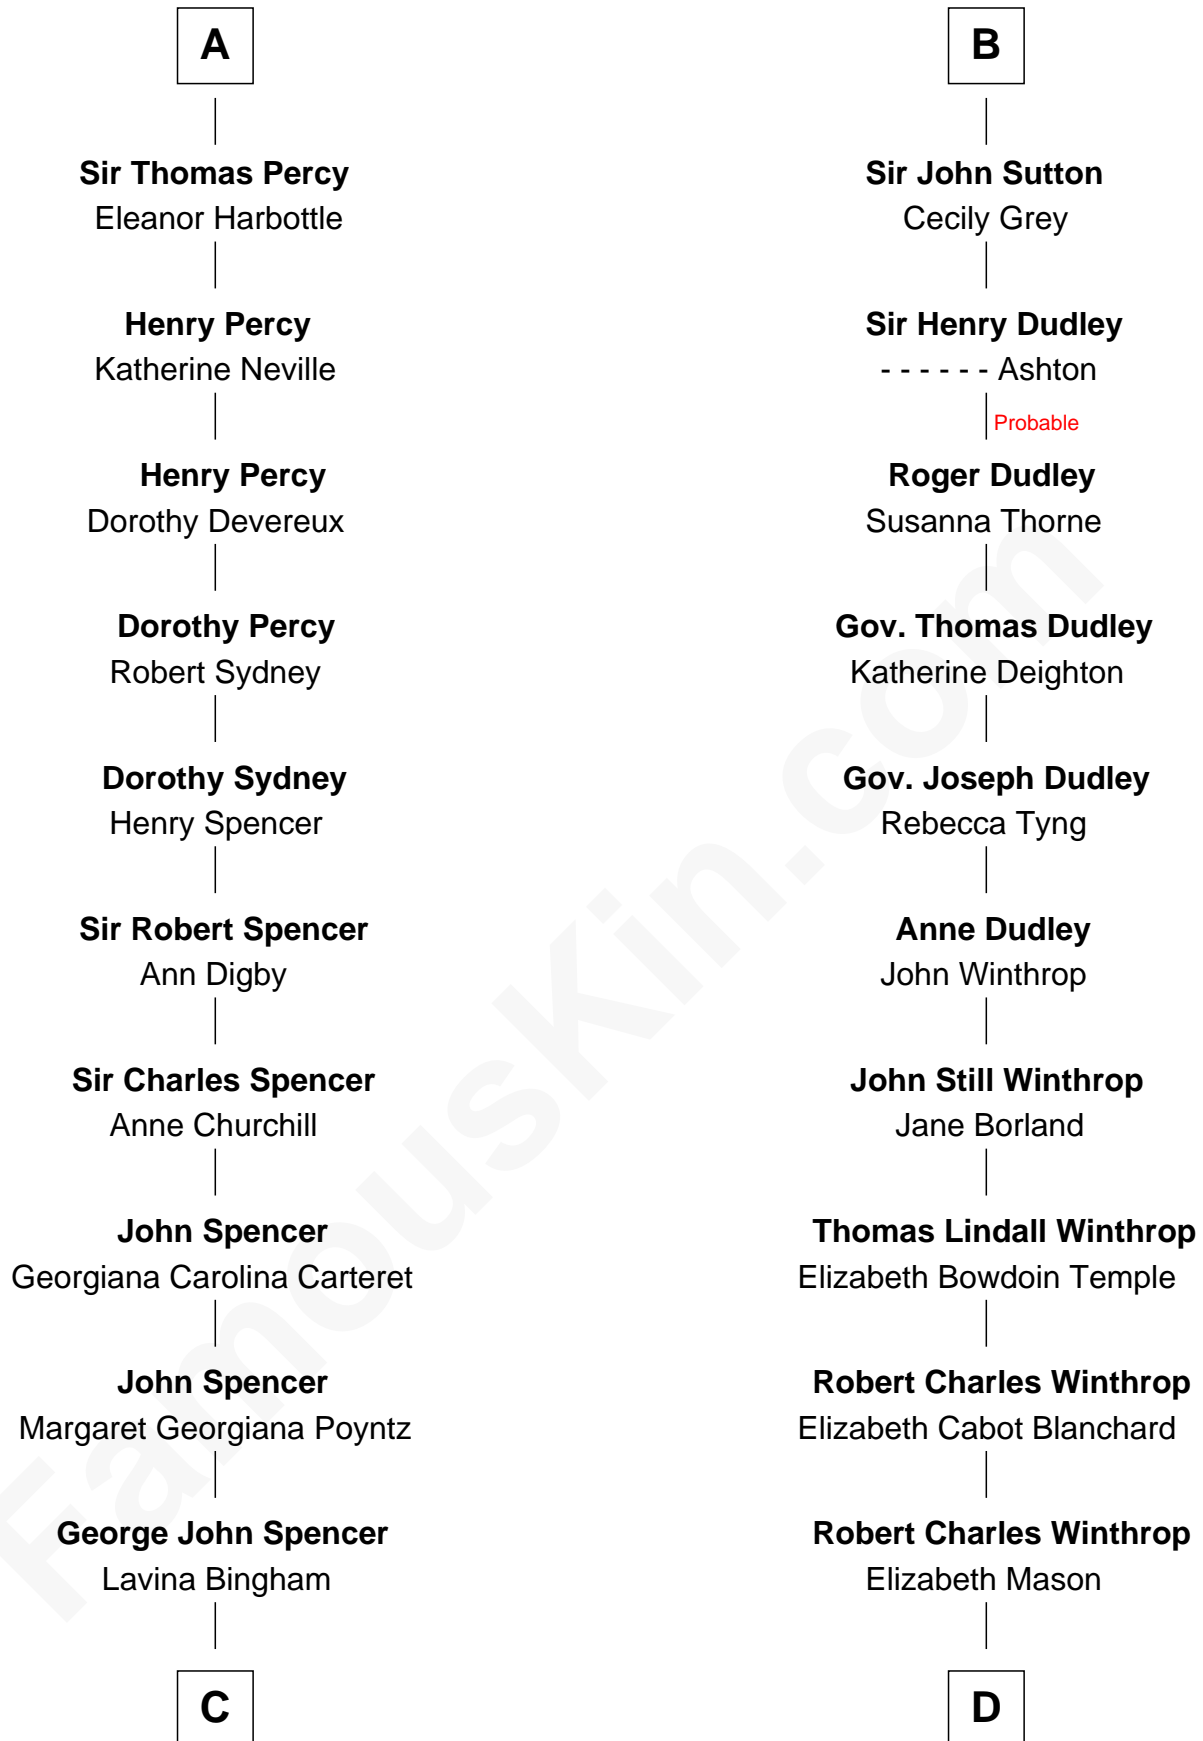 A
Sir Thomas Percy
Eleanor Harbottle
Henry Percy
Katherine Neville
Henry Percy
Dorothy Devereux
Dorothy Percy
Robert Sydney
Dorothy Sydney
Henry Spencer
Sir Robert Spencer
Ann Digby
Sir Charles Spencer
Anne Churchill
John Spencer
Georgiana Carolina Carteret
John Spencer
Margaret Georgiana Poyntz
George John Spencer
Lavina Bingham
C
B
Sir John Sutton
Cecily Grey
Sir Henry Dudley
- - - - - - Ashton
Probable
Roger Dudley
Susanna Thorne
Gov. Thomas Dudley
Katherine Deighton
Gov. Joseph Dudley
Rebecca Tyng
Anne Dudley
John Winthrop
John Still Winthrop
Jane Borland
Thomas Lindall Winthrop
Elizabeth Bowdoin Temple
Robert Charles Winthrop
Elizabeth Cabot Blanchard
Robert Charles Winthrop
Elizabeth Mason
D
FamousKin.com